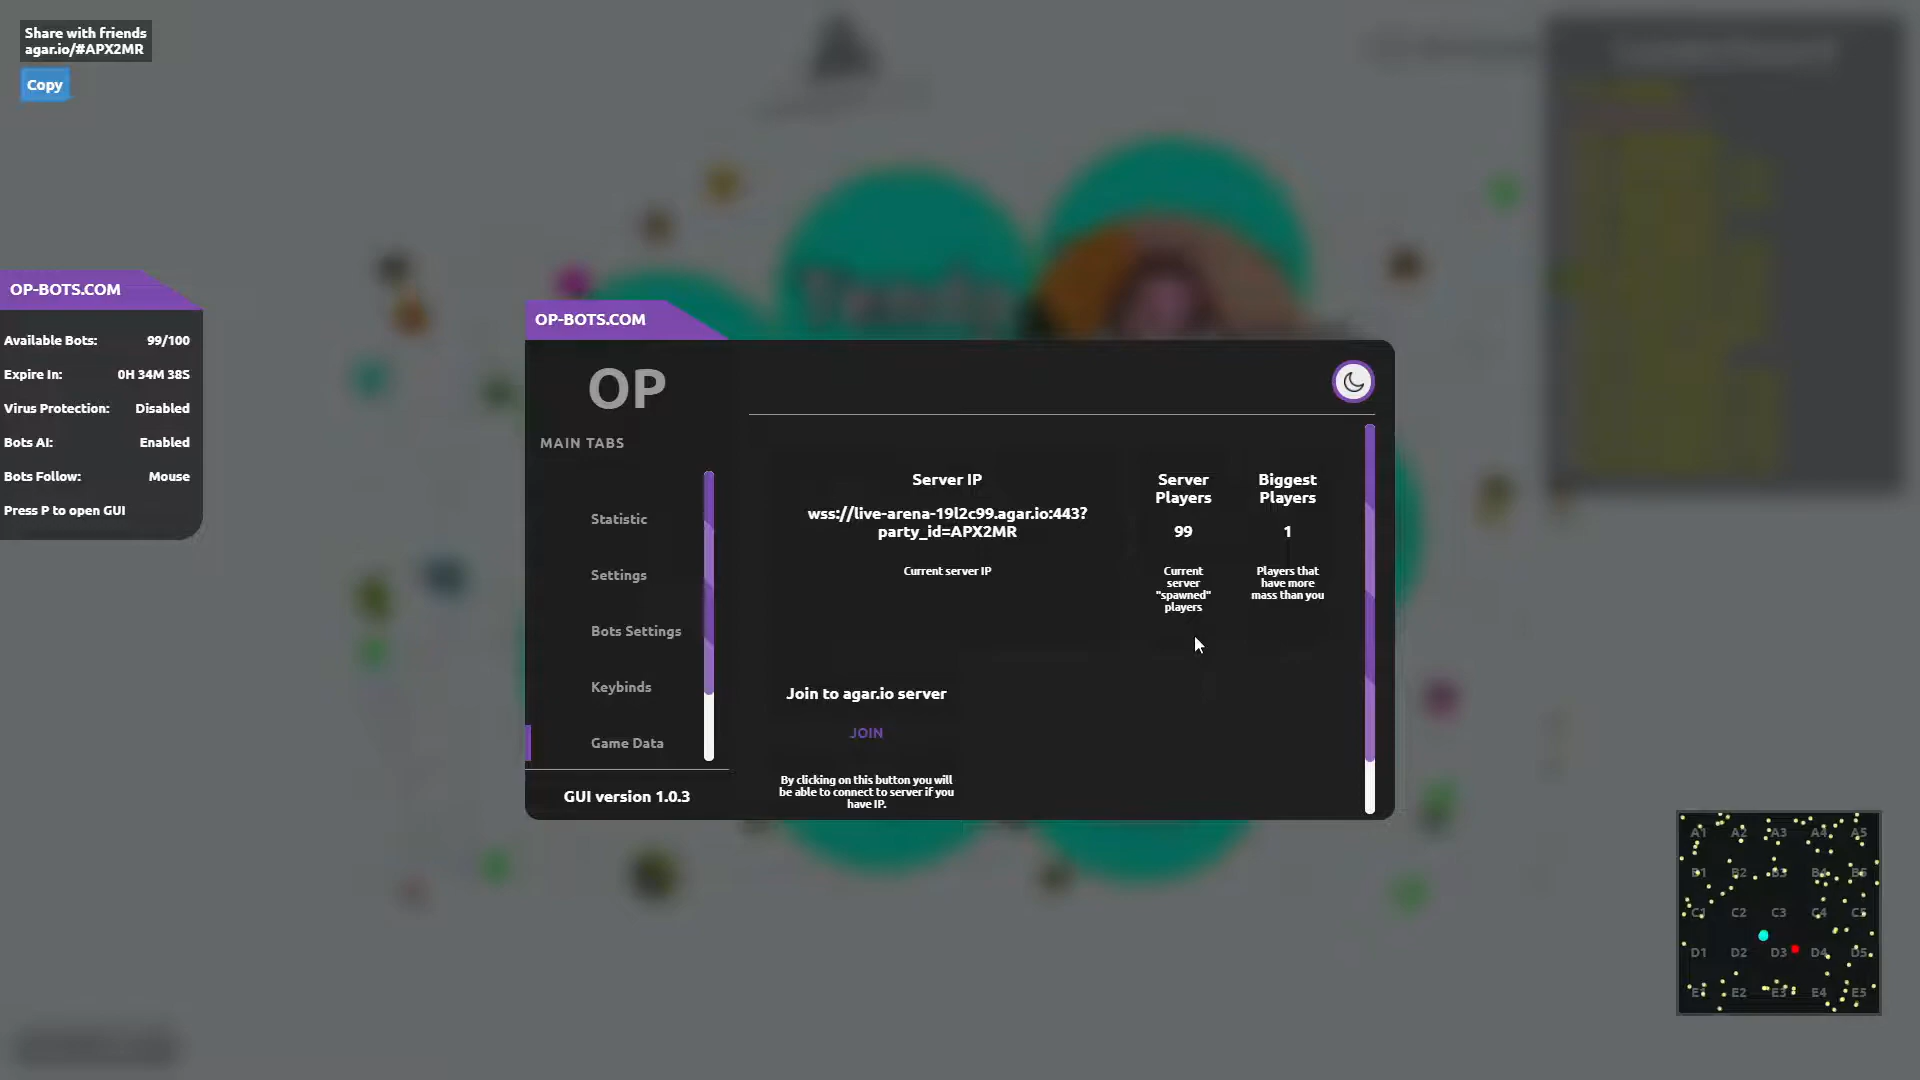 Share with friends
agar.io/#APX2MR
Copy
OP-BOTS.COM
Available Bots: 99/100
Expire In: 0H 34M 38S
Virus Protection: Disabled
Bots AI: Enabled
Bots Follow: Mouse
Press P to open GUI
OP-BOTS.COM
OP
MAIN TABS
Statistic
Settings
Bots Settings
Keybinds
Game Data
GUI version 1.0.3
Server IP
wss://live-arena-19l2c99.agar.io:443?
party_id=APX2MR
Current server IP
Server
Players
99
Current
server
"spawned"
players
Biggest
Players
1
Players that
have more
mass than you
Join to agar.io server
JOIN
By clicking on this button you will
be able to connect to server if you
have IP.
A1 A2 A3 A4 A5
B1 B2 B3 B4 B5
C1 C2 C3 C4 C5
D1 D2 D3 D4 D5
E1 E2 E3 E4 E5